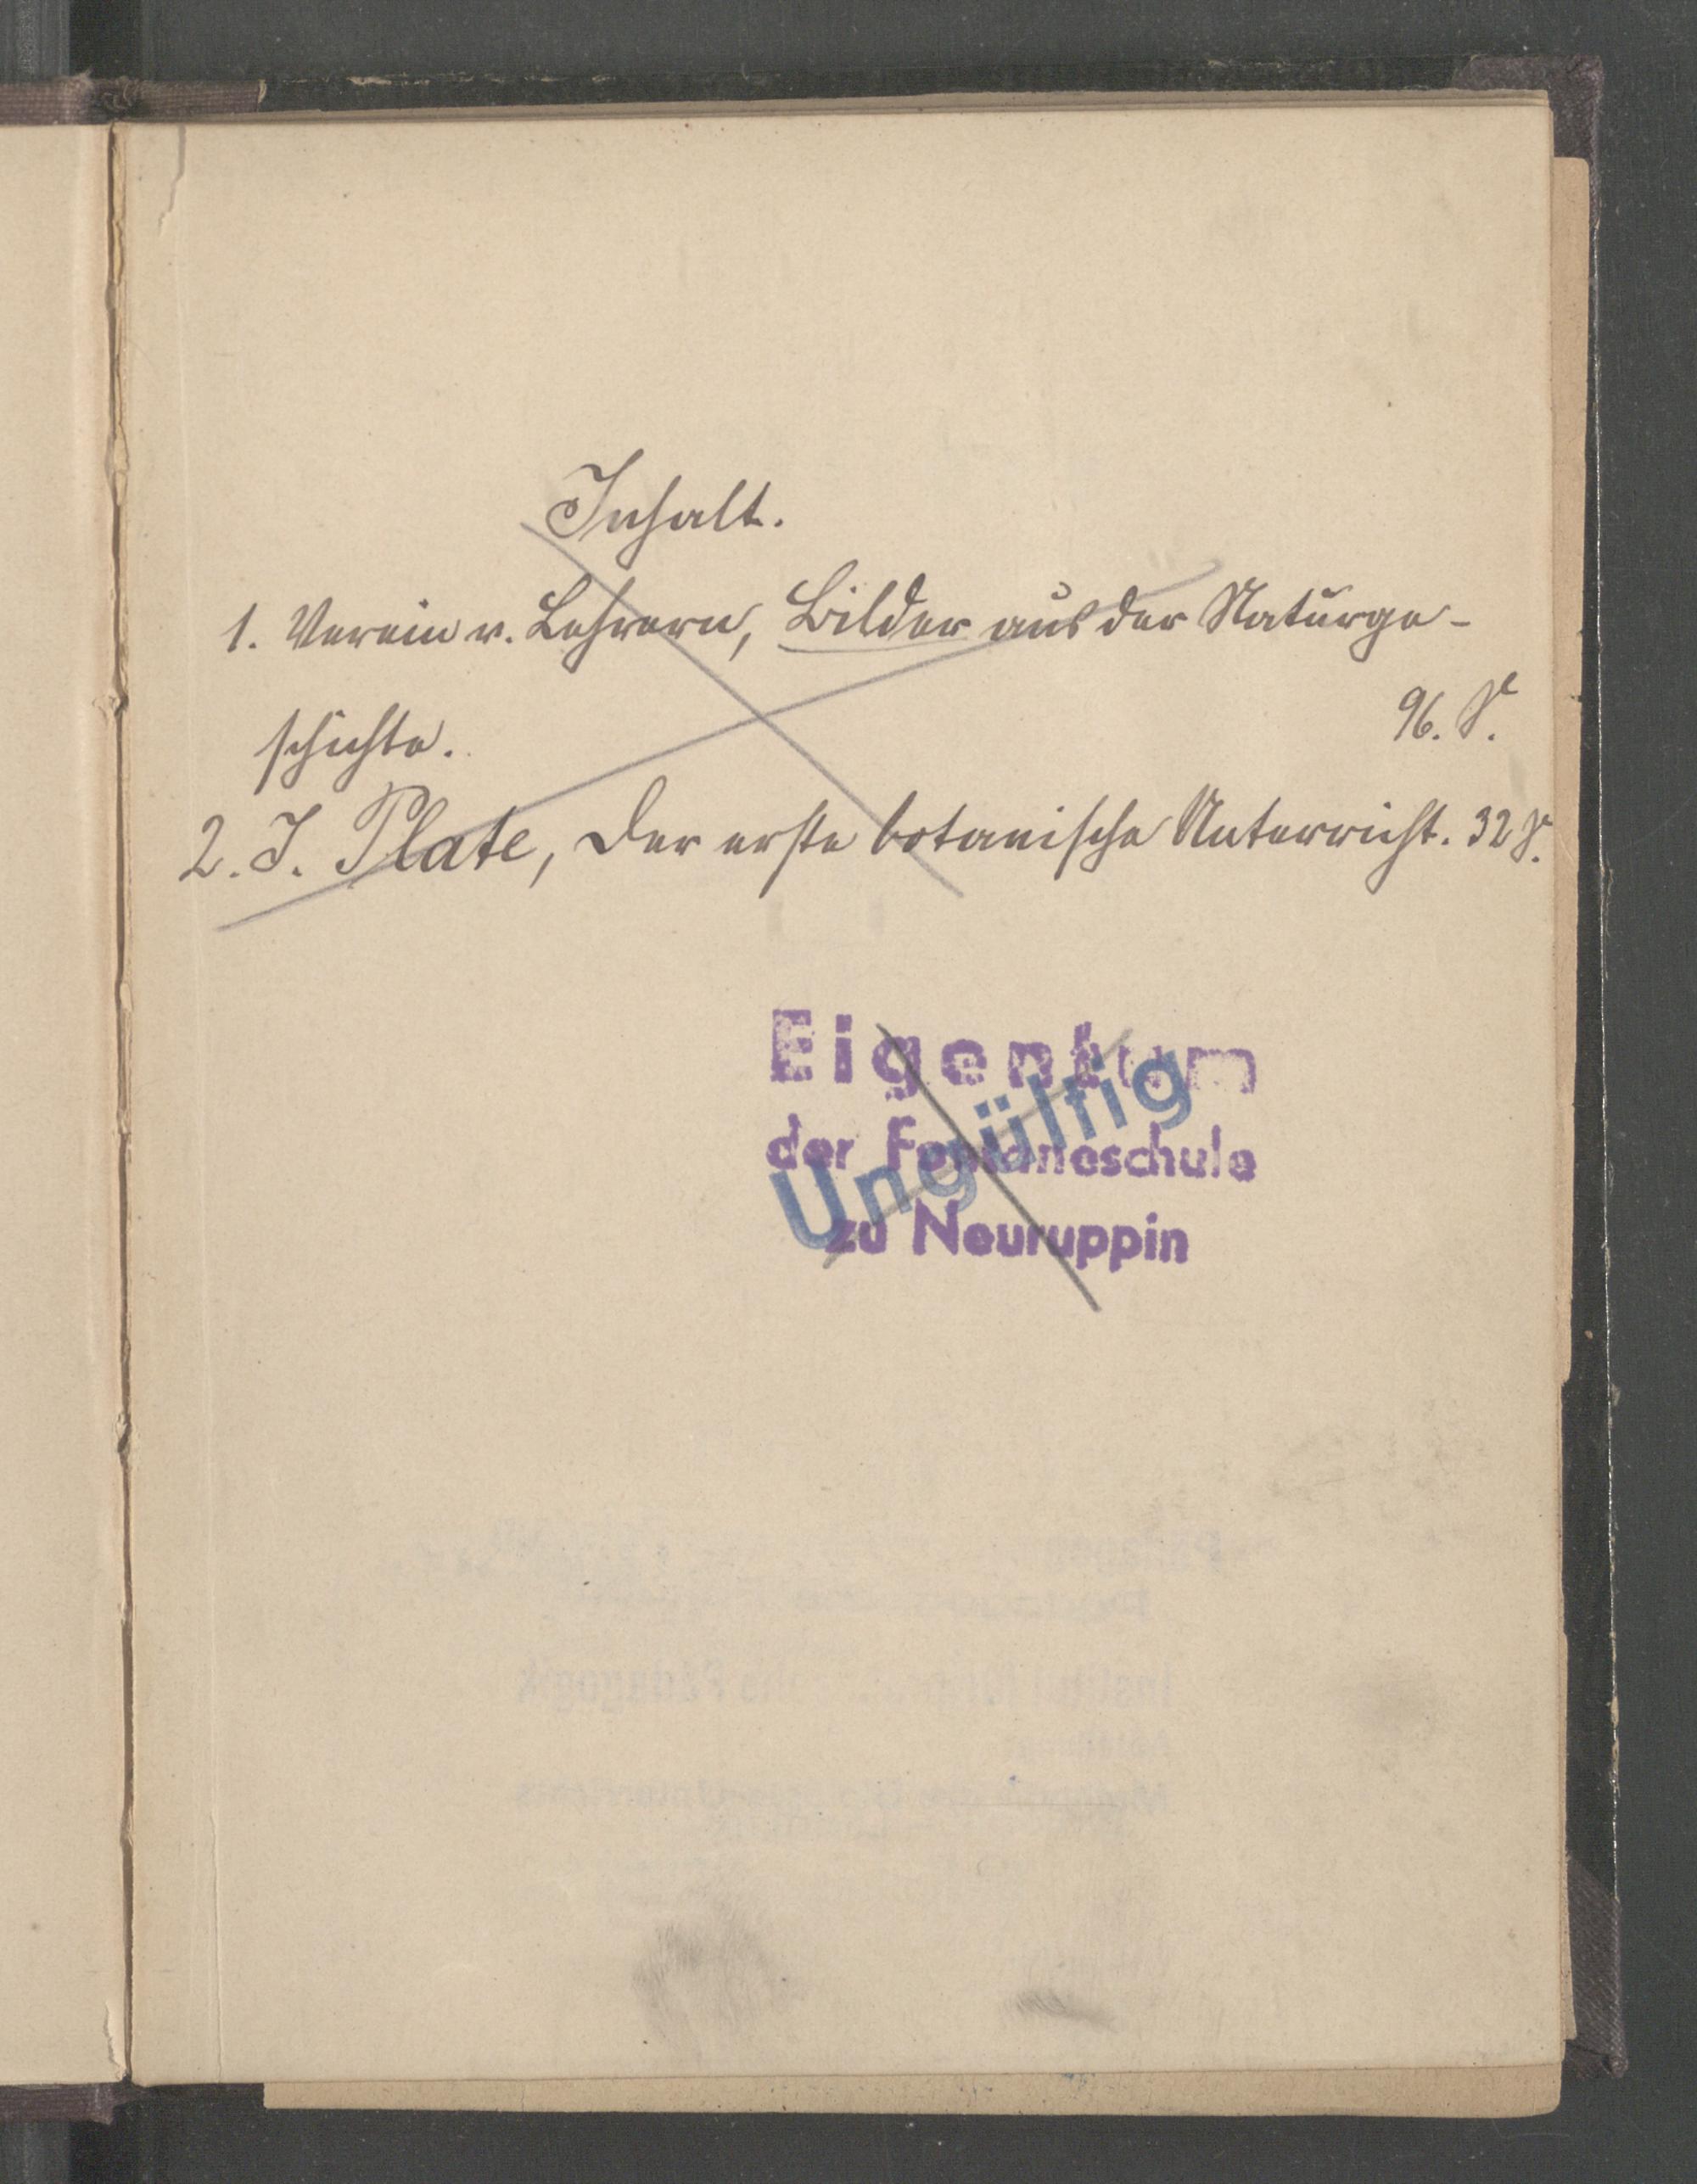 Inhalt.
1. Verein v. Lehrern, Bilder aus der Naturge-
schichte. 96. S.
2. J. Plate, Der erste botanische Unterricht. 32 S.
Eigentum
der Fontaneschule
zu Neuruppin
Ungültig